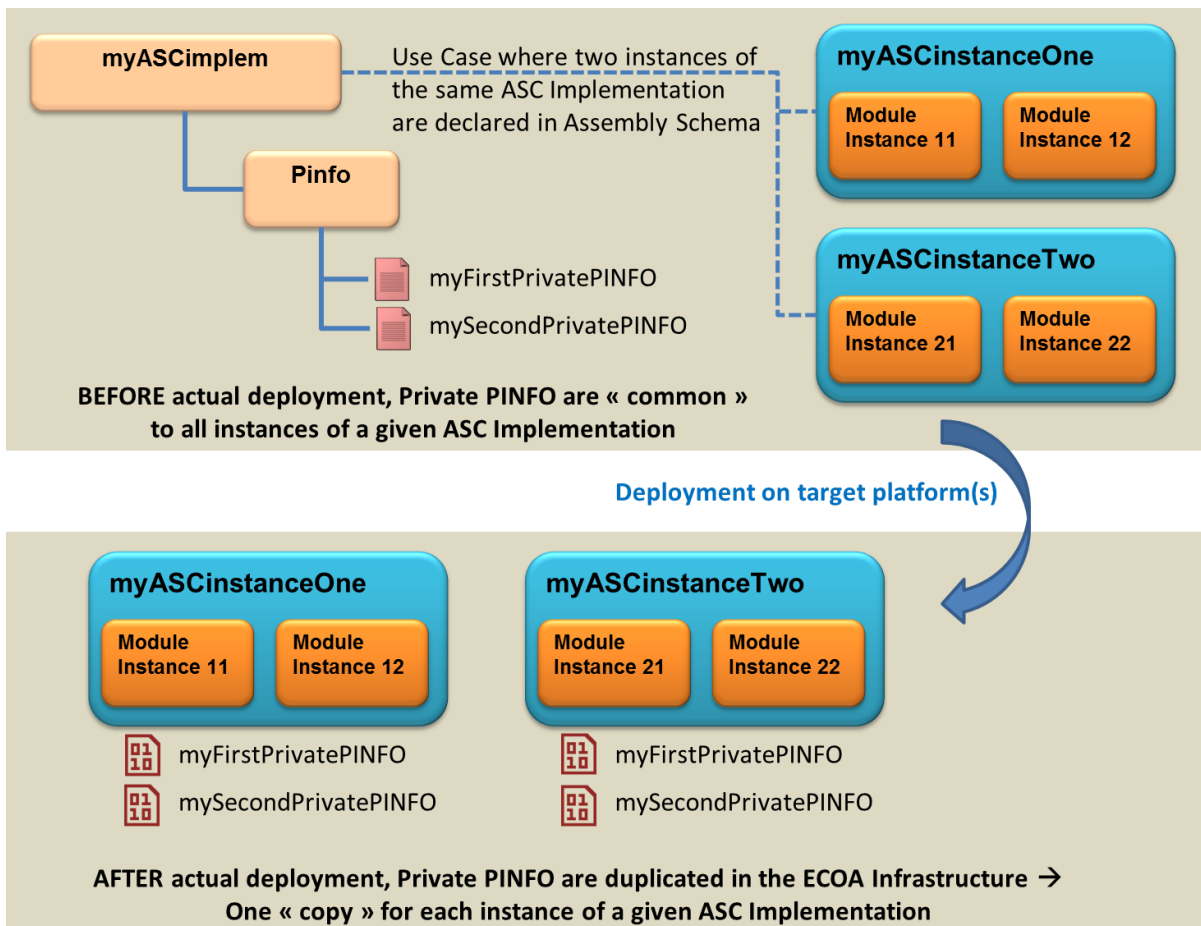 myASCimplem
Use Case where two instances of
the same ASC Implementation
are declared in Assembly Schema
Pinfo
myFirstPrivatePINFO
mySecondPrivatePINFO
myASCinstanceOne
Module
Instance 11
Module
Instance 12
myASCinstanceTwo
Module
Instance 21
Module
Instance 22
BEFORE actual deployment, Private PINFO are « common »
to all instances of a given ASC Implementation
Deployment on target platform(s)
myASCinstanceOne
Module
Instance 11
Module
Instance 12
myFirstPrivatePINFO
mySecondPrivatePINFO
myASCinstanceTwo
Module
Instance 21
Module
Instance 22
myFirstPrivatePINFO
mySecondPrivatePINFO
AFTER actual deployment, Private PINFO are duplicated in the ECOA Infrastructure →
One « copy » for each instance of a given ASC Implementation